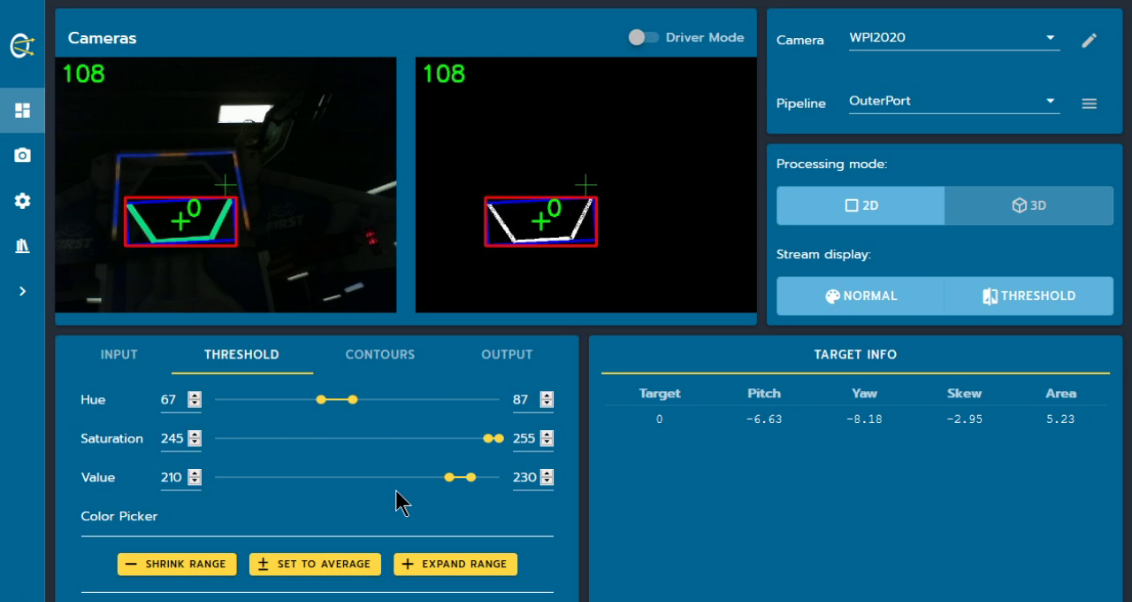 Cameras
Driver Mode
108
0
FIRST
108
0
Camera WPI2020
Pipeline OuterPort
Processing mode:
2D 3D
Stream display:
NORMAL THRESHOLD
INPUT THRESHOLD CONTOURS OUTPUT
Hue 67 87
Saturation 245 255
Value 210 230
Color Picker
SHRINK RANGE SET TO AVERAGE EXPAND RANGE
TARGET INFO
Target Pitch Yaw Skew Area
0 -6.63 -8.18 -2.95 5.23